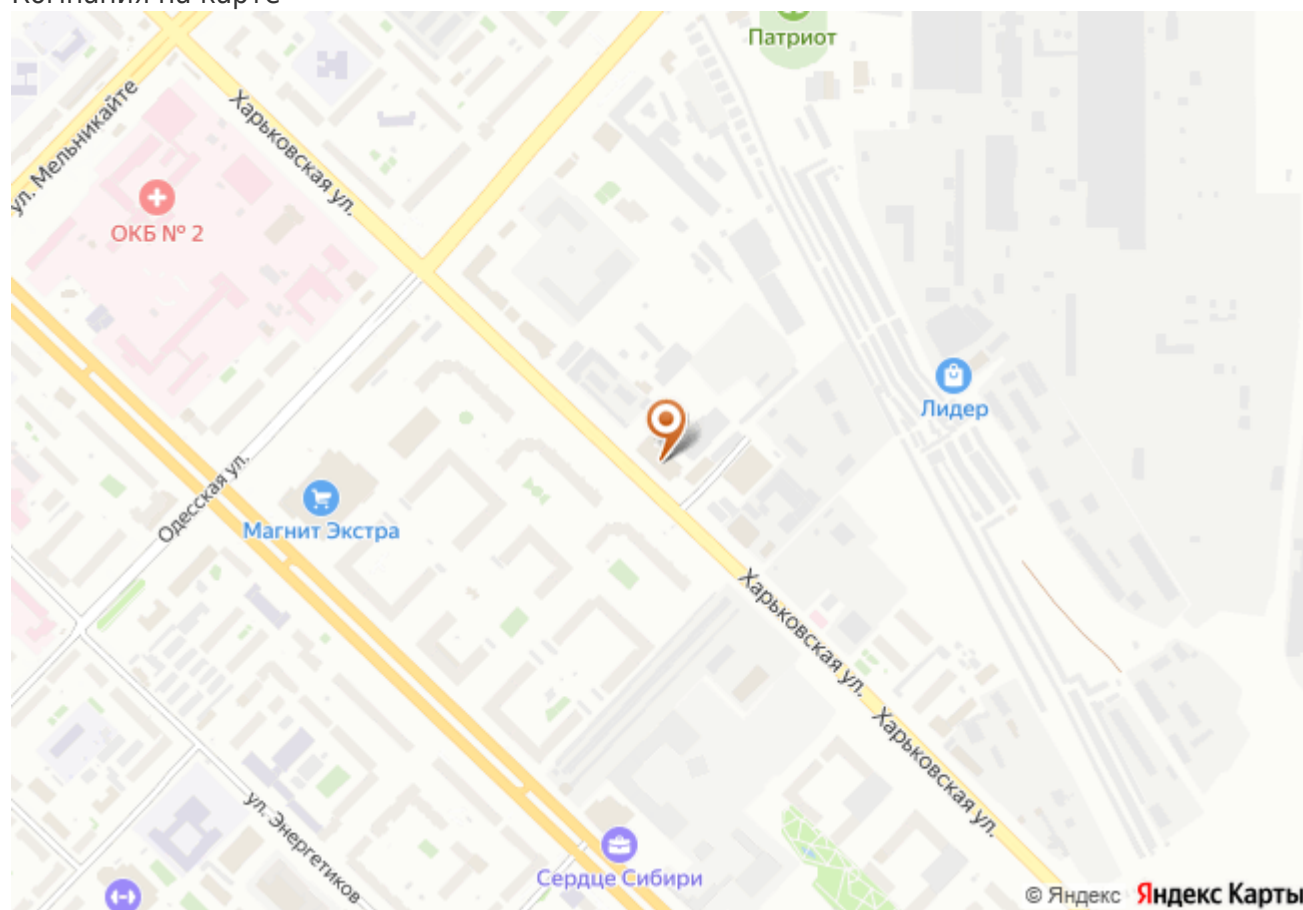 Компания на карте
Патриот
ул. Мельникайте
Харьковская ул.
ОКБ № 2
Лидер
Одесская ул.
Магнит Экстра
Харьковская ул.
Харьковская ул.
ул. Энергетиков
Сердце Сибири
© Яндекс Яндекс Карты